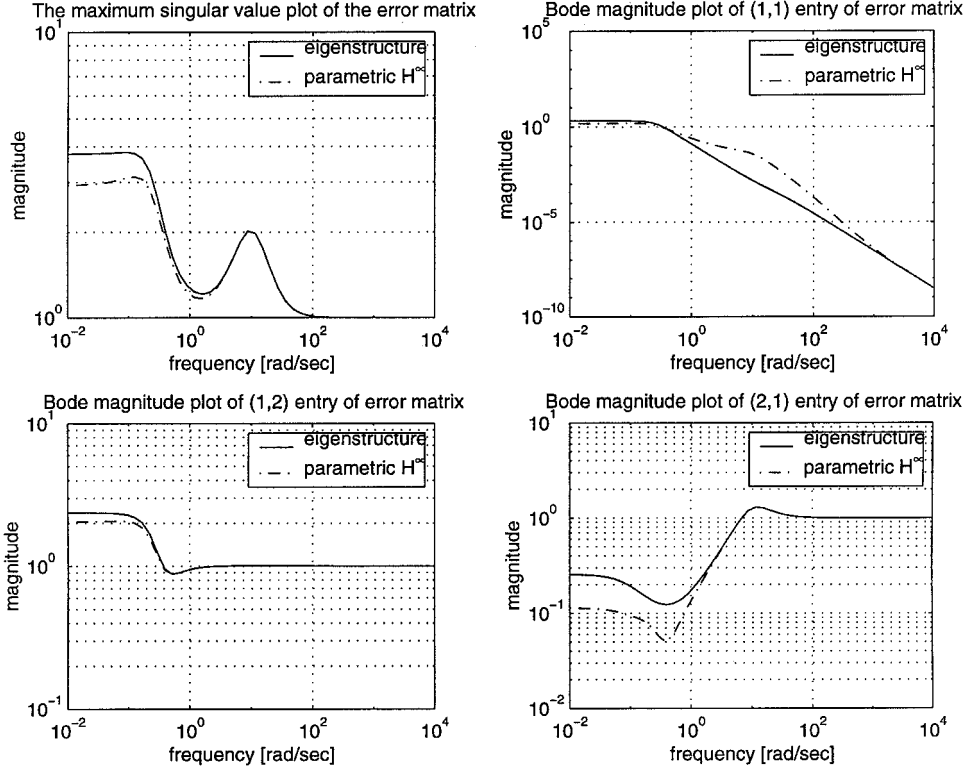 The maximum singular value plot of the error matrix
10^1
10^0
magnitude
eigenstructure
parametric H^∞
10^−2
10^0
10^2
10^4
frequency [rad/sec]
Bode magnitude plot of (1,1) entry of error matrix
10^5
10^0
10^−5
10^−10
magnitude
eigenstructure
parametric H^∞
10^−2
10^0
10^2
10^4
frequency [rad/sec]
Bode magnitude plot of (1,2) entry of error matrix
10^1
10^0
10^−1
magnitude
eigenstructure
parametric H^∞
10^−2
10^0
10^2
10^4
frequency [rad/sec]
Bode magnitude plot of (2,1) entry of error matrix
10^1
10^0
10^−1
10^−2
magnitude
eigenstructure
parametric H^∞
10^−2
10^0
10^2
10^4
frequency [rad/sec]